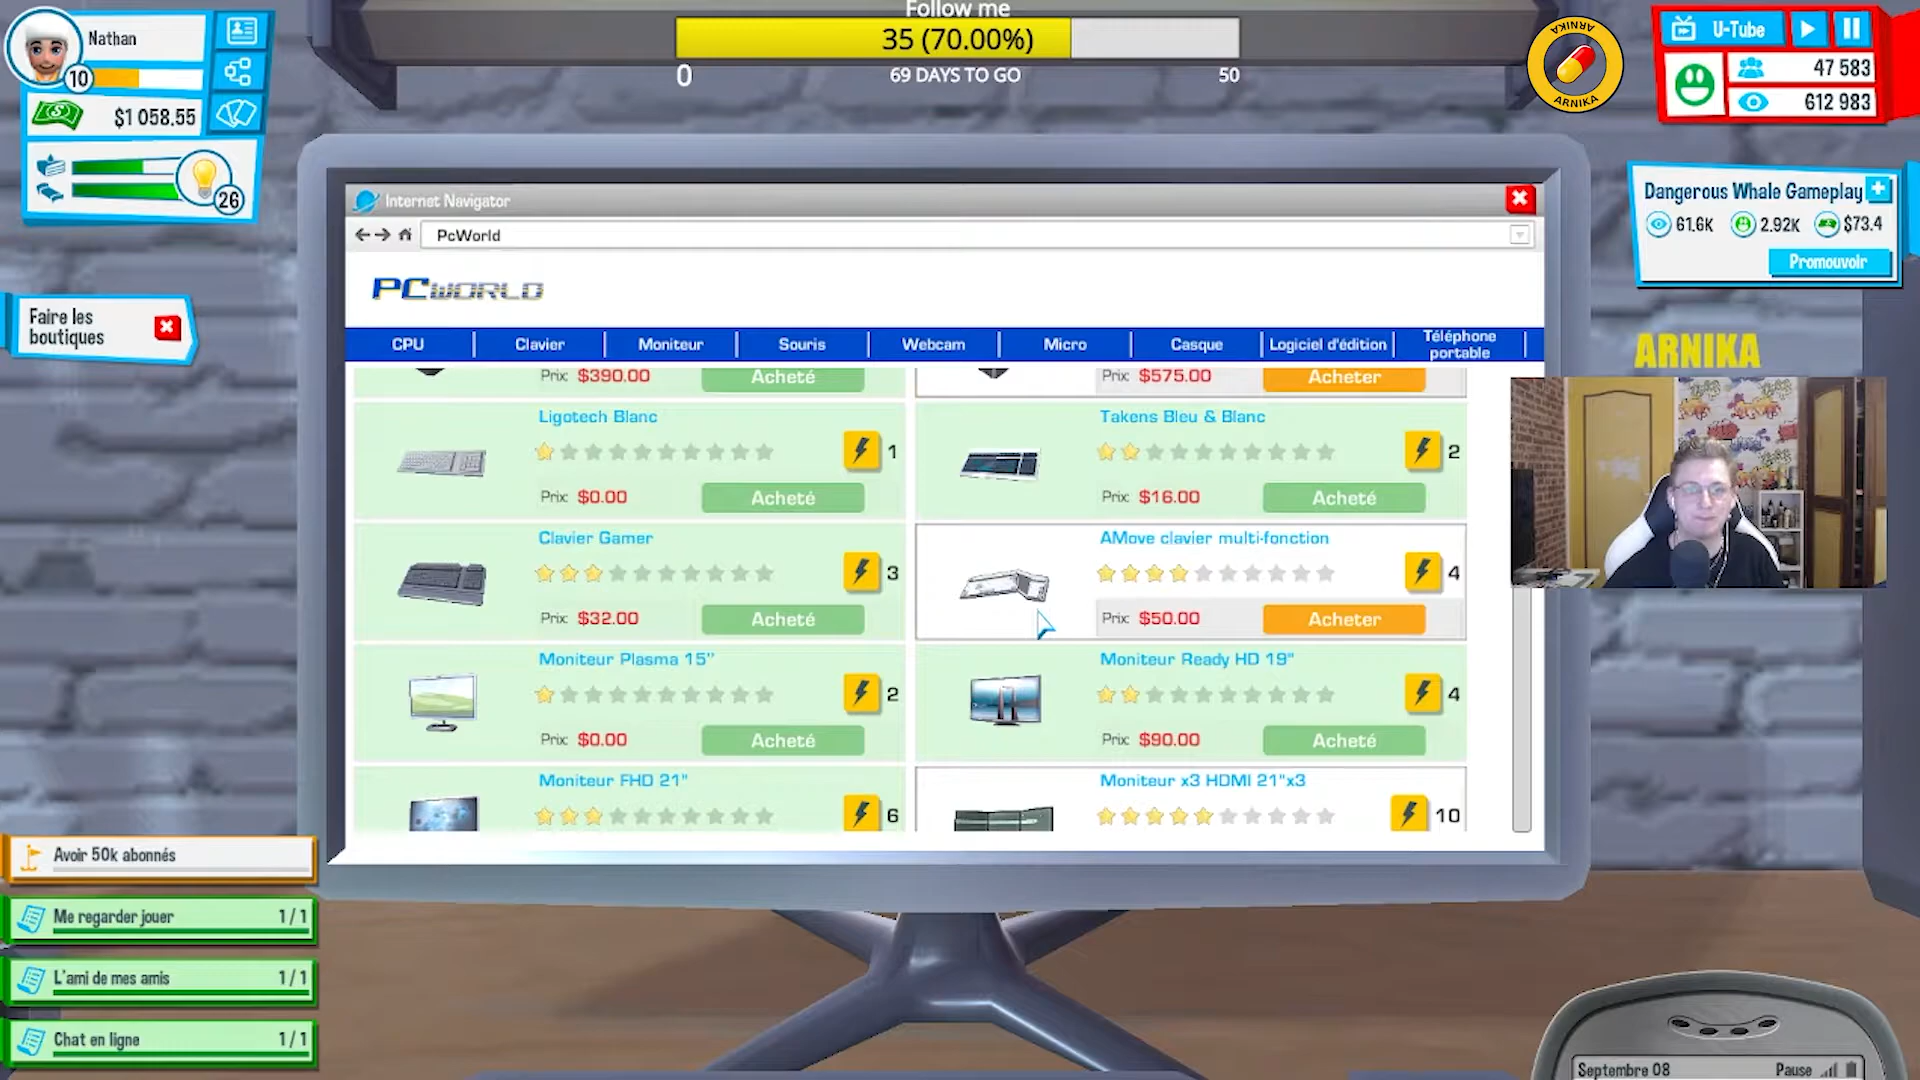 Follow me
35 (70.00%)
0
69 DAYS TO GO
50
Nathan
10
$1 058.55
26
ARNIKA
ARNIKA
U-Tube
47 583
612 983
Dangerous Whale Gameplay
61.6K
2.92K
$73.4
Promouvoir
Faire les
boutiques
Internet Navigator
PcWorld
PCWORLD
CPU
Clavier
Moniteur
Souris
Webcam
Micro
Casque
Logiciel d'édition
Téléphone
portable
Prix: $390.00 Acheté
Prix: $575.00 Acheter
Ligotech Blanc
1
Prix: $0.00 Acheté
Takens Bleu & Blanc
2
Prix: $16.00 Acheté
Clavier Gamer
3
Prix: $32.00 Acheté
AMove clavier multi-fonction
4
Prix: $50.00 Acheter
Moniteur Plasma 15"
2
Prix: $0.00 Acheté
Moniteur Ready HD 19"
4
Prix: $90.00 Acheté
Moniteur FHD 21"
6
Moniteur x3 HDMI 21"x3
10
ARNIKA
Avoir 50k abonnés
Me regarder jouer 1/1
L'ami de mes amis 1/1
Chat en ligne 1/1
Septembre 08 Pause